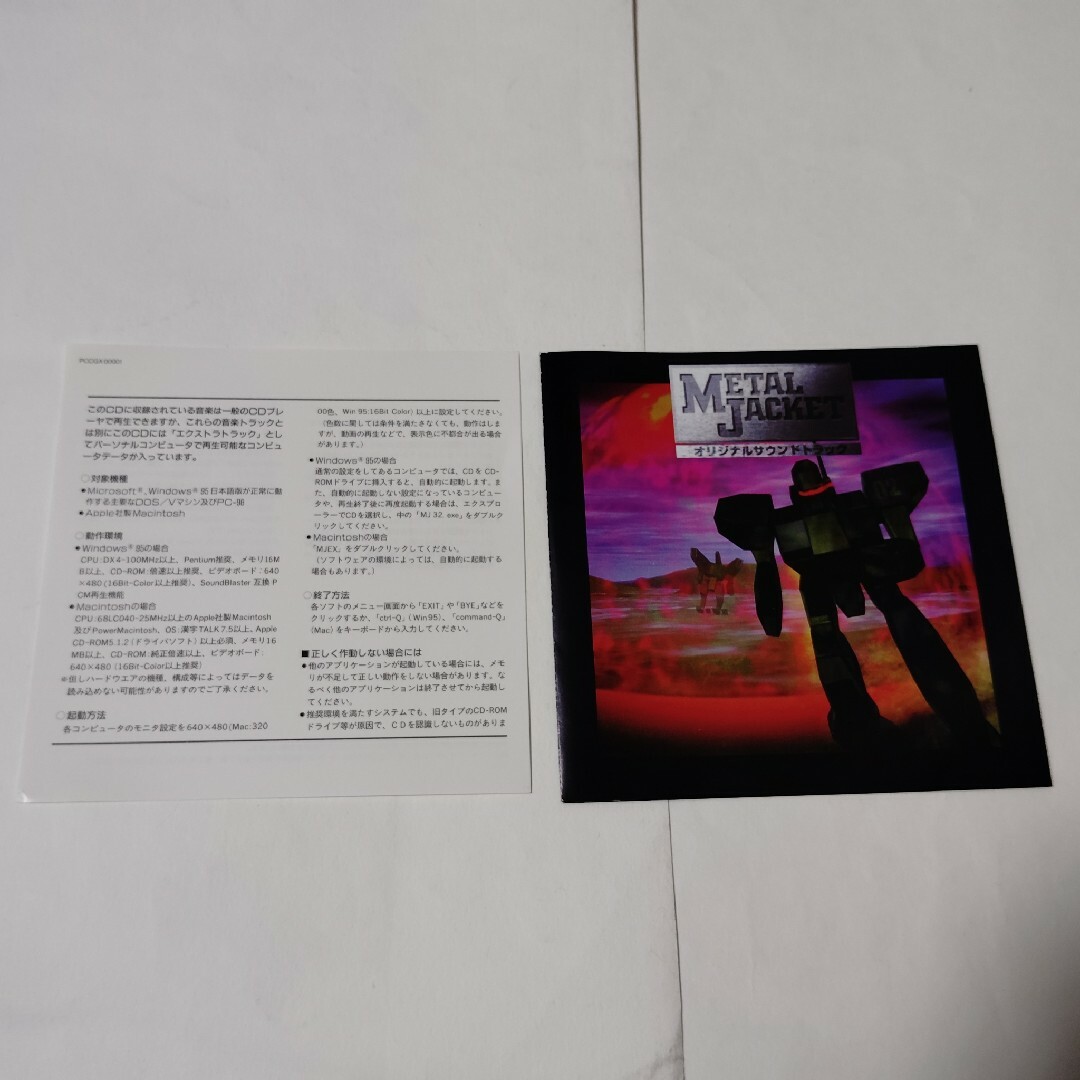 このCDに収録されている音楽は一般のCDプレ
ーヤで再生できますが、これらの音楽トラックと
は別にこのCDには「エクストラトラック」とし
てパーソナルコンピュータで再生可能なコンピュ
ータデータが入っています。
○対象機種
●Microsoft®、Windows® 95日本語版が正常に動
作する主要なDOS／Vマシン及びPC-98
●Apple社製Macintosh
○動作環境
●Windows® 95の場合
CPU:DX4-100MHz以上、Pentium推奨、メモリ16M
B以上、CD-ROM:倍速以上推奨、ビデオボード:640
×480(16Bit-Color以上推奨)、SoundBlaster互換P
CM再生機能
●Macintoshの場合
CPU:68LC040-25MHz以上のApple社製Macintosh
及びPowerMacintosh、OS:漢字TALK7.5以上、Apple
CD-ROM5.1.2(ドライバソフト)以上必須、メモリ16
MB以上、CD-ROM:純正倍速以上、ビデオボード:
640×480 (16Bit-Color以上推奨)
※但しハードウエアの機種、構成等によってはデータを
読み込めない可能性がありますのでご了承ください。
○起動方法
各コンピュータのモニタ設定を640×480(Mac:320
00色、Win 95:16Bit Color)以上に設定してください。
(色数に関しては条件を満たさなくても、動作はしま
すが、動画の再生などで、表示色に不都合が出る場合
があります。)
●Windows® 95の場合
通常の設定をしてあるコンピュータでは、CDをCD-
ROMドライブに挿入すると、自動的に起動します。ま
た、自動的に起動しない設定になっているコンピュー
タや、再生終了後に再度起動する場合は、エクスプロ
ーラーでCDを選択し、中の「MJ32.exe」をダブルク
リックしてください。
●Macintoshの場合
「MJEX」をダブルクリックしてください。
(ソフトウェアの環境によっては、自動的に起動する
場合もあります。)
○終了方法
各ソフトのメニュー画面から「EXIT」や「BYE」などを
クリックするか、「ctrl-Q」(Win95)、「command-Q」
(Mac)をキーボードから入力してください。
■正しく作動しない場合には
●他のアプリケーションが起動している場合には、メモ
リが不足して正しい動作をしない場合があります。な
るべく他のアプリケーションは終了させてから起動し
てください。
●推奨環境を満たすシステムでも、旧タイプのCD-ROM
ドライブ等が原因で、CDを認識しないものがありま
METAL
JACKET
オリジナルサウンドトラック